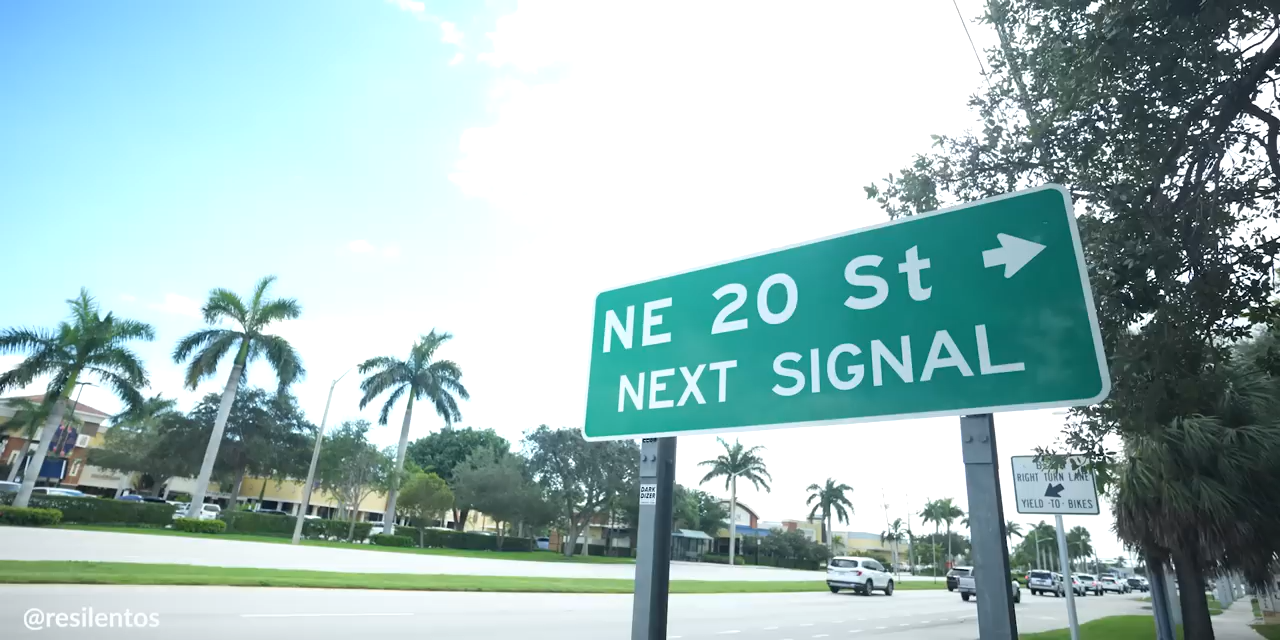 NE 20 St
NEXT SIGNAL
DARK
DIZER
RIGHT TURN LANE
YIELD TO BIKES
@resilentos